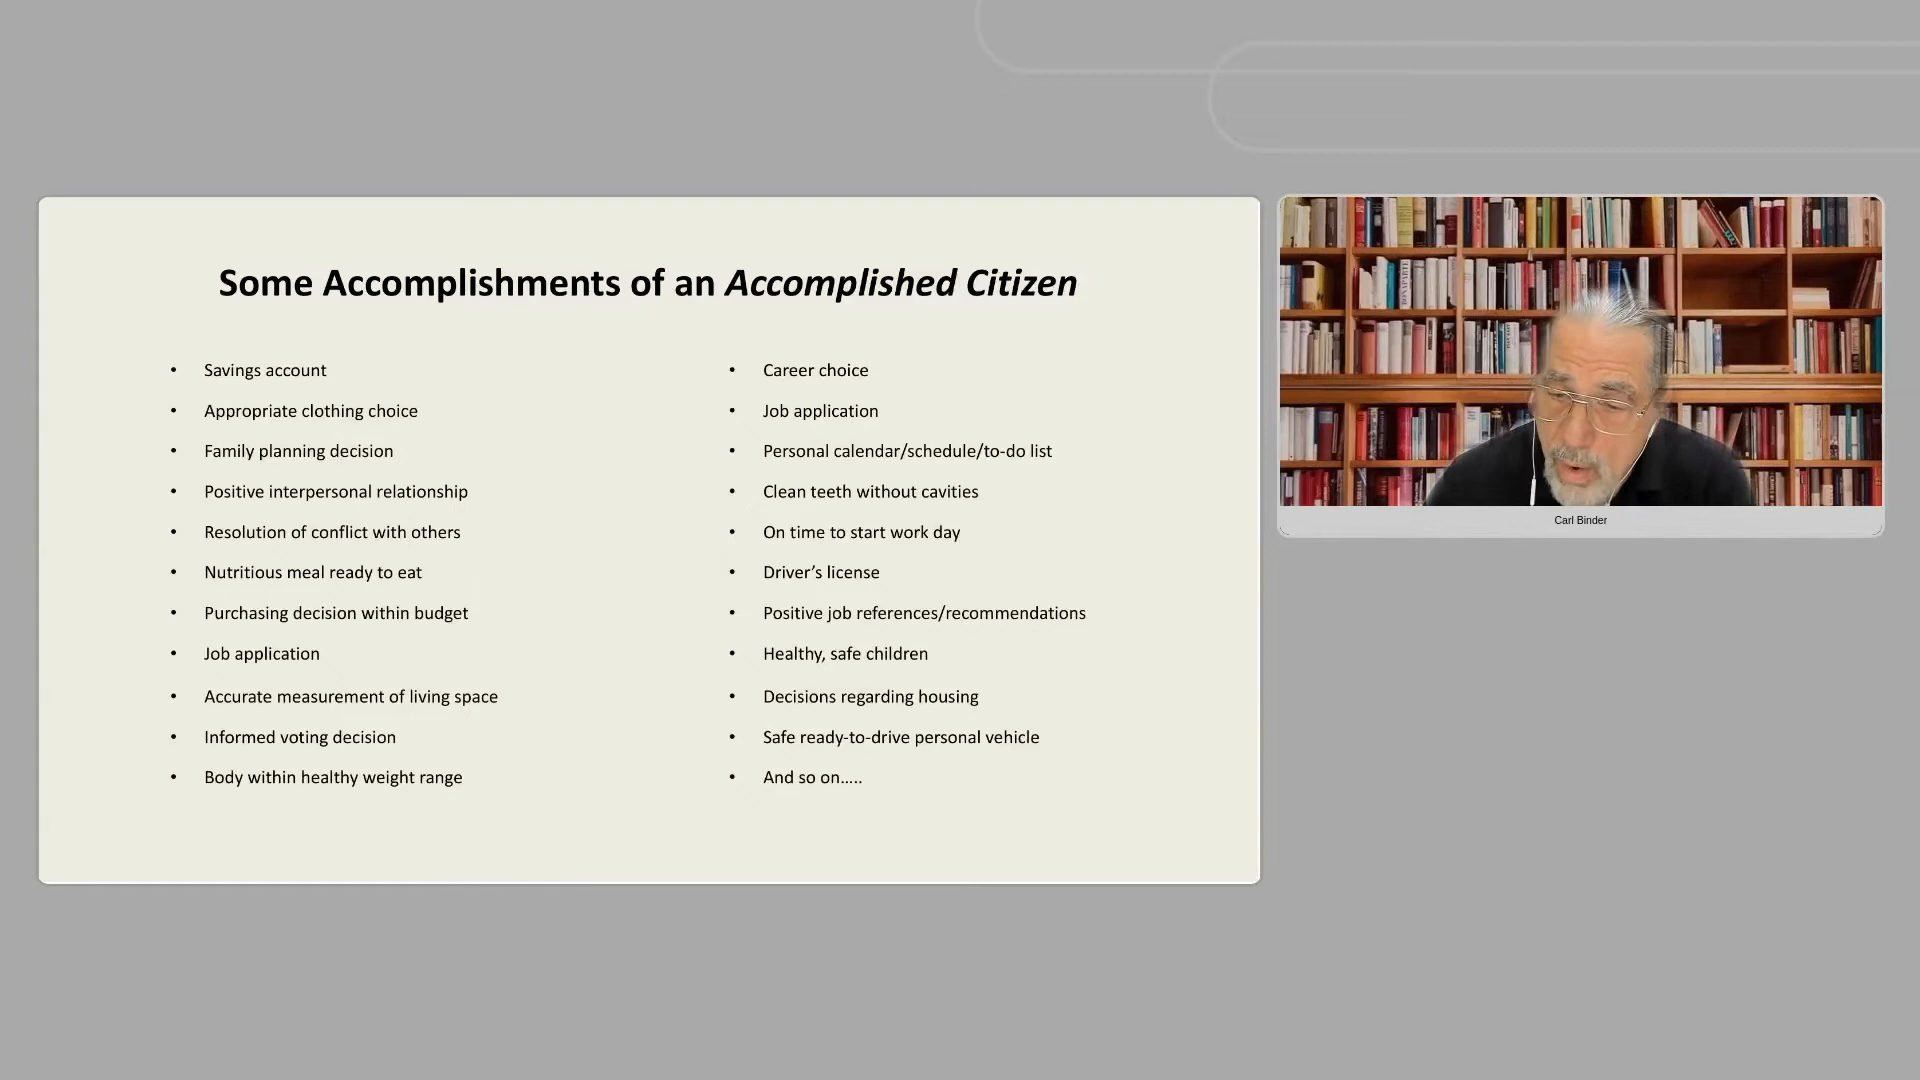 Some Accomplishments of an Accomplished Citizen
• Savings account
• Appropriate clothing choice
• Family planning decision
• Positive interpersonal relationship
• Resolution of conflict with others
• Nutritious meal ready to eat
• Purchasing decision within budget
• Job application
• Accurate measurement of living space
• Informed voting decision
• Body within healthy weight range
• Career choice
• Job application
• Personal calendar/schedule/to-do list
• Clean teeth without cavities
• On time to start work day
• Driver’s license
• Positive job references/recommendations
• Healthy, safe children
• Decisions regarding housing
• Safe ready-to-drive personal vehicle
• And so on…..
Carl Binder